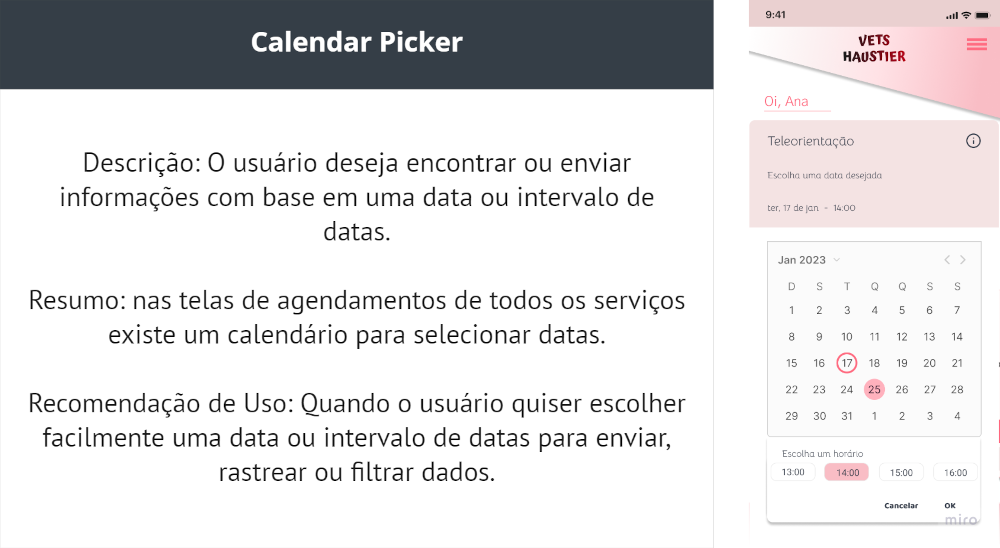 Calendar Picker
Descrição: O usuário deseja encontrar ou enviar
informações com base em uma data ou intervalo de
datas.
Resumo: nas telas de agendamentos de todos os serviços
existe um calendário para selecionar datas.
Recomendação de Uso: Quando o usuário quiser escolher
facilmente uma data ou intervalo de datas para enviar,
rastrear ou filtrar dados.
9:41
VETS
HAUSTIER
Oi, Ana
Teleorientação
Escolha uma data desejada
ter, 17 de jan - 14:00
Jan 2023
D S T Q Q S S
1 2 3 4 5 6 7
8 9 10 11 12 13 14
15 16 17 18 19 20 21
22 23 24 25 26 27 28
29 30 31 1 2 3 4
Escolha um horário
13:00 14:00 15:00 16:00
Cancelar OK
miro